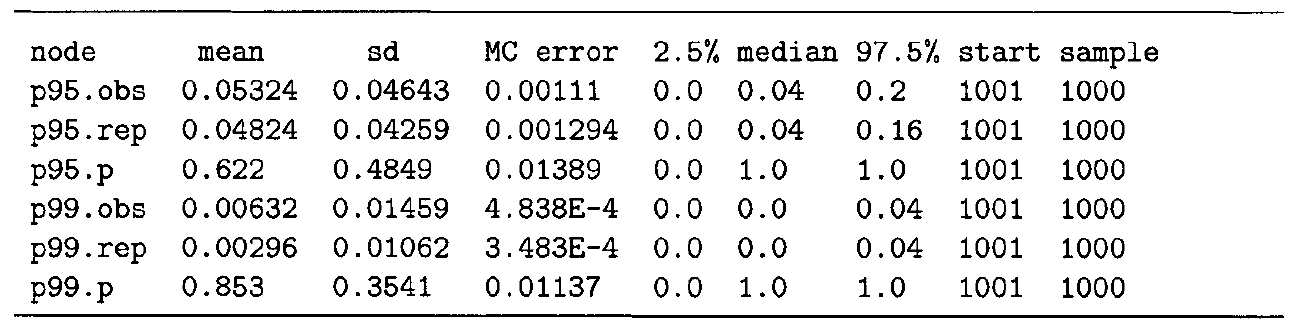 node mean sd MC error 2.5% median 97.5% start sample
p95.obs 0.05324 0.04643 0.00111 0.0 0.04 0.2 1001 1000
p95.rep 0.04824 0.04259 0.001294 0.0 0.04 0.16 1001 1000
p95.p 0.622 0.4849 0.01389 0.0 1.0 1.0 1001 1000
p99.obs 0.00632 0.01459 4.838E-4 0.0 0.0 0.04 1001 1000
p99.rep 0.00296 0.01062 3.483E-4 0.0 0.0 0.04 1001 1000
p99.p 0.853 0.3541 0.01137 0.0 1.0 1.0 1001 1000